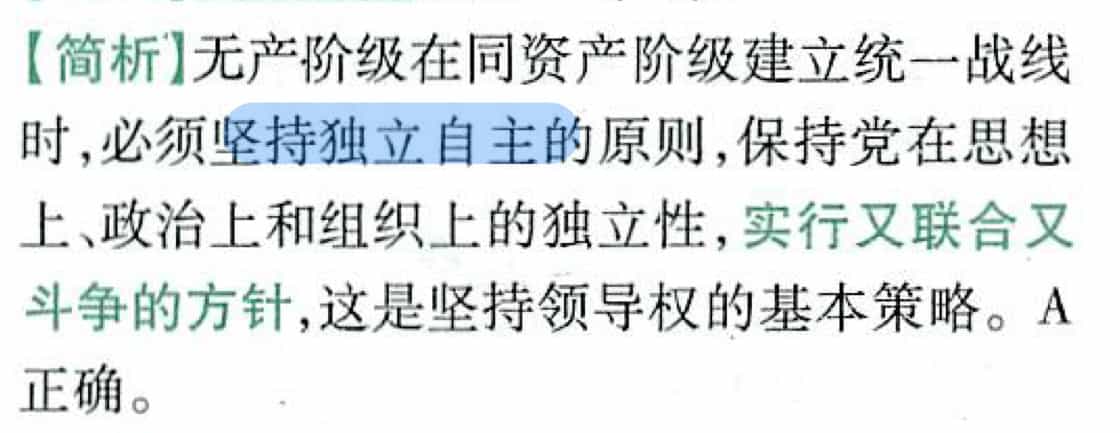 【简析】无产阶级在同资产阶级建立统一战线
时,必须坚持独立自主的原则,保持党在思想
上、政治上和组织上的独立性,实行又联合又
斗争的方针,这是坚持领导权的基本策略。A
正确。